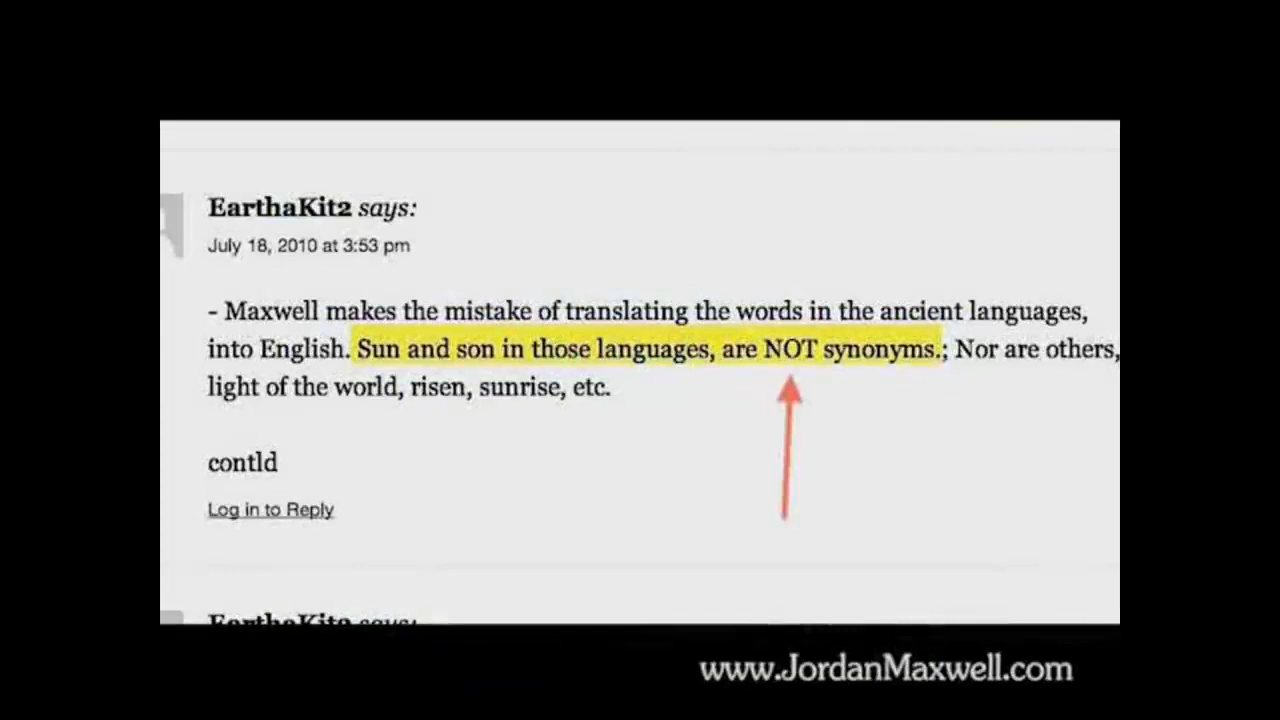 EarthaKit2 says:
July 18, 2010 at 3:53 pm
- Maxwell makes the mistake of translating the words in the ancient languages,
into English. Sun and son in those languages, are NOT synonyms.; Nor are others,
light of the world, risen, sunrise, etc.
contld
Log in to Reply
EarthaKit2 says:
www.JordanMaxwell.com